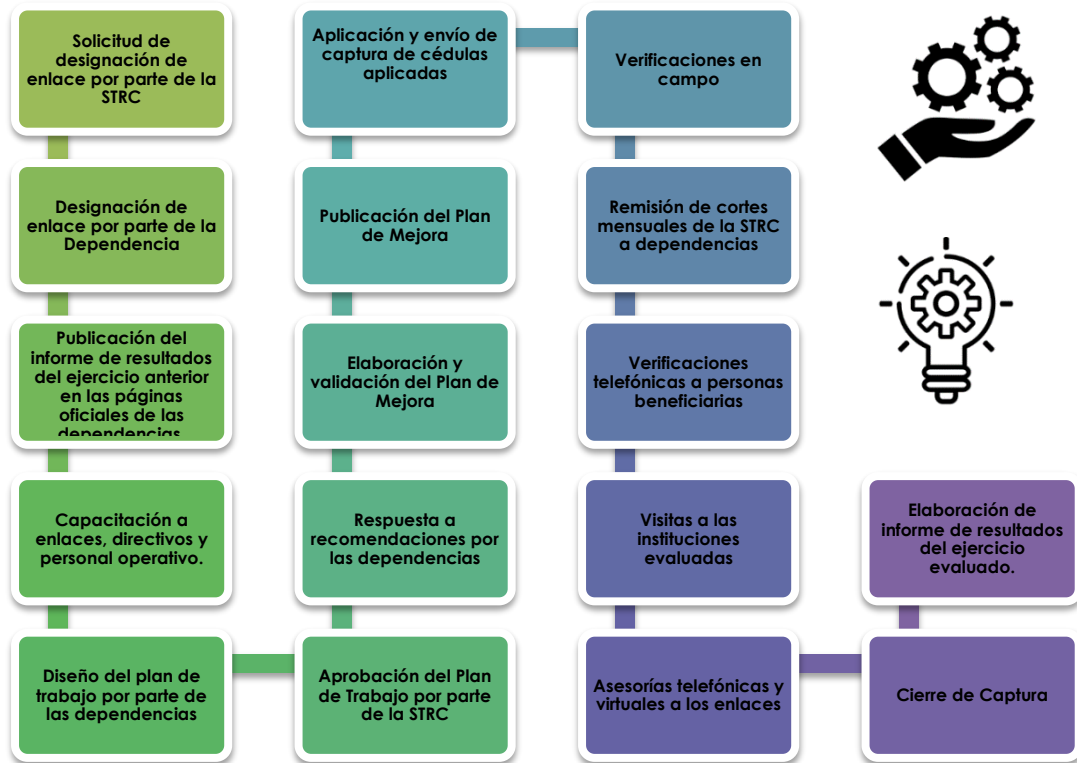 Solicitud de
designación de
enlace por parte de la
STRC
Designación de
enlace por parte de la
Dependencia
Publicación del
informe de resultados
del ejercicio anterior
en las páginas
oficiales de las
dependencias
Capacitación a
enlaces, directivos y
personal operativo.
Diseño del plan de
trabajo por parte de
las dependencias
Aprobación del Plan
de Trabajo por parte
de la STRC
Respuesta a
recomendaciones por
las dependencias
Elaboración y
validación del Plan de
Mejora
Publicación del Plan
de Mejora
Aplicación y envío de
captura de cédulas
aplicadas
Verificaciones en
campo
Remisión de cortes
mensuales de la STRC
a dependencias
Verificaciones
telefónicas a personas
beneficiarias
Visitas a las
instituciones
evaluadas
Asesorías telefónicas y
virtuales a los enlaces
Cierre de Captura
Elaboración de
informe de resultados
del ejercicio
evaluado.